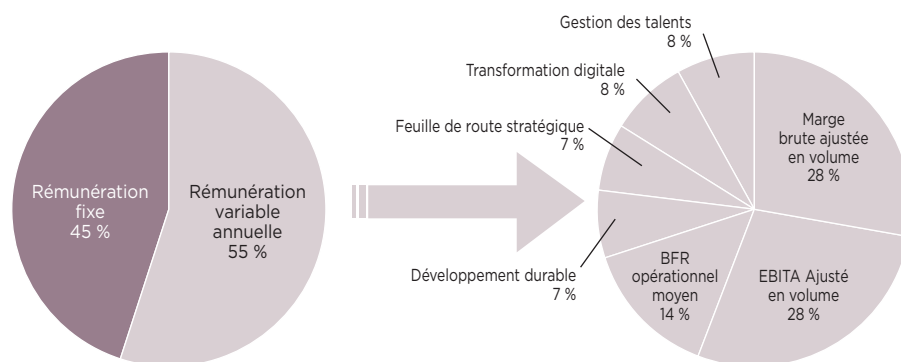 Rémunération
fixe
45 %
Rémunération
variable
annuelle
55 %
Gestion des talents
8 %
Transformation digitale
8 %
Feuille de route stratégique
7 %
Développement durable
7 %
BFR
opérationnel
moyen
14 %
EBITA Ajusté
en volume
28 %
Marge
brute ajustée
en volume
28 %